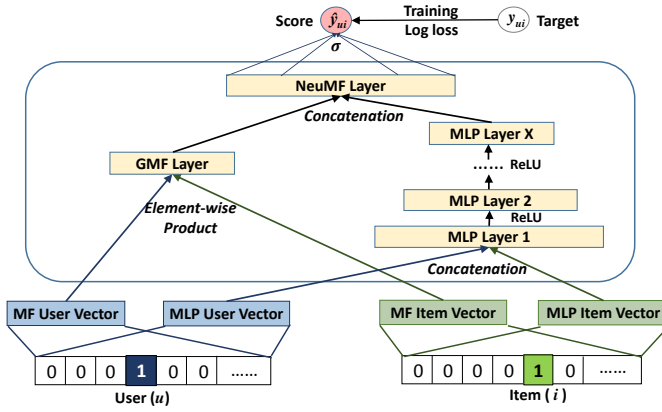 Score ŷui Training yui Target
Log loss
σ
NeuMF Layer
Concatenation
MLP Layer X
...... ReLU
GMF Layer
MLP Layer 2
Element-wise
Product
ReLU
MLP Layer 1
Concatenation
MF User Vector MLP User Vector MF Item Vector MLP Item Vector
0 0 0 1 0 0 ...... 0 0 0 0 1 0 ......
User (u) Item ( i )